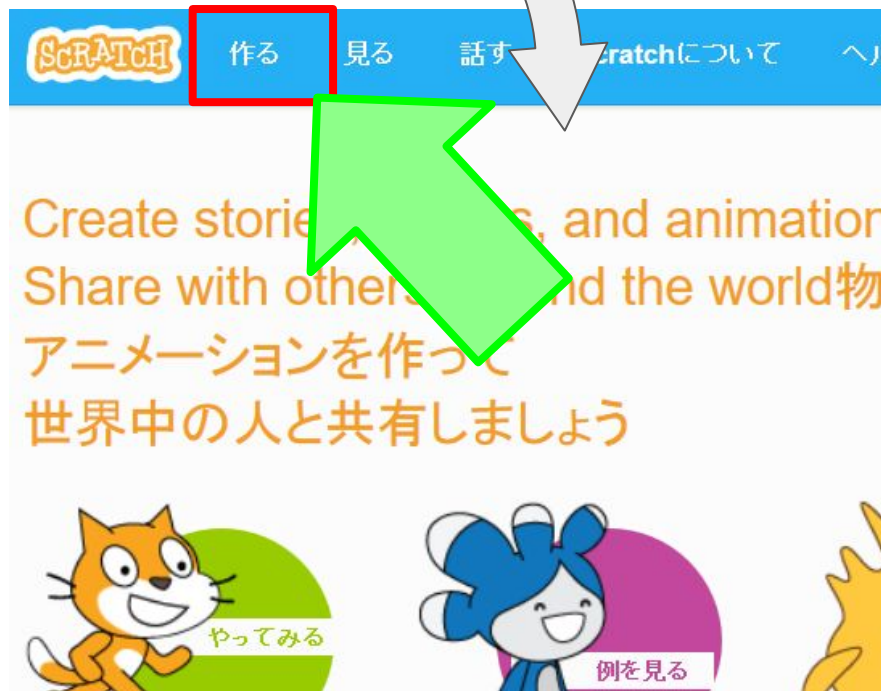 SCRATCH 作る 見る 話す cratchについて ヘ
Create storie s, and animation
Share with others nd the world物
アニメーションを作って
世界中の人と共有しましょう
やってみる
例を見る